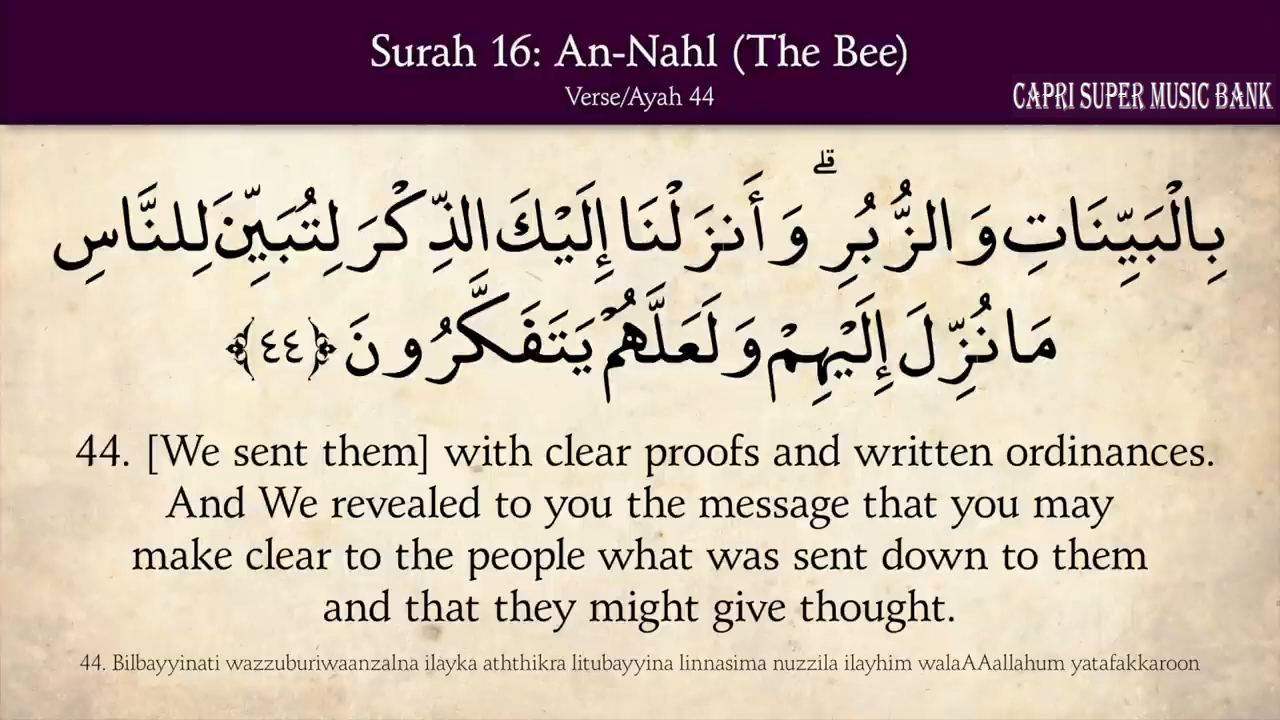 Surah 16: An-Nahl (The Bee)
Verse/Ayah 44
CAPRI SUPER MUSIC BANK
بِالْبَيِّنَاتِ وَالزُّبُرِ ۗ وَأَنزَلْنَا إِلَيْكَ الذِّكْرَ لِتُبَيِّنَ لِلنَّاسِ
مَا نُزِّلَ إِلَيْهِمْ وَلَعَلَّهُمْ يَتَفَكَّرُونَ ﴿٤٤﴾
44. [We sent them] with clear proofs and written ordinances.
And We revealed to you the message that you may
make clear to the people what was sent down to them
and that they might give thought.
44. Bilbayyinati wazzuburiwaanzalna ilayka aththikra litubayyina linnasima nuzzila ilayhim walaAAallahum yatafakkaroon